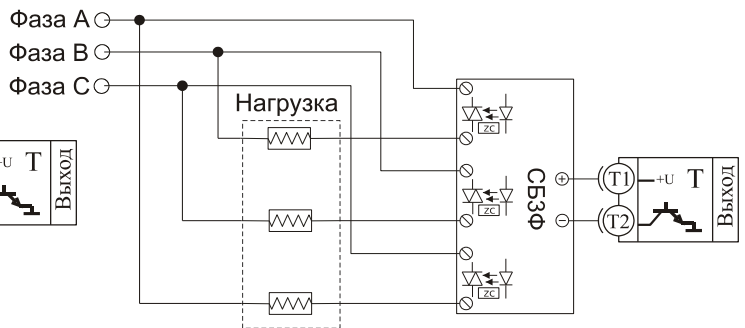 Фаза А
Фаза В
Фаза С
Нагрузка
-U T
Выход
ZC
ZC
ZC
СБ3Ф
+
−
T1
T2
+U T
Выход